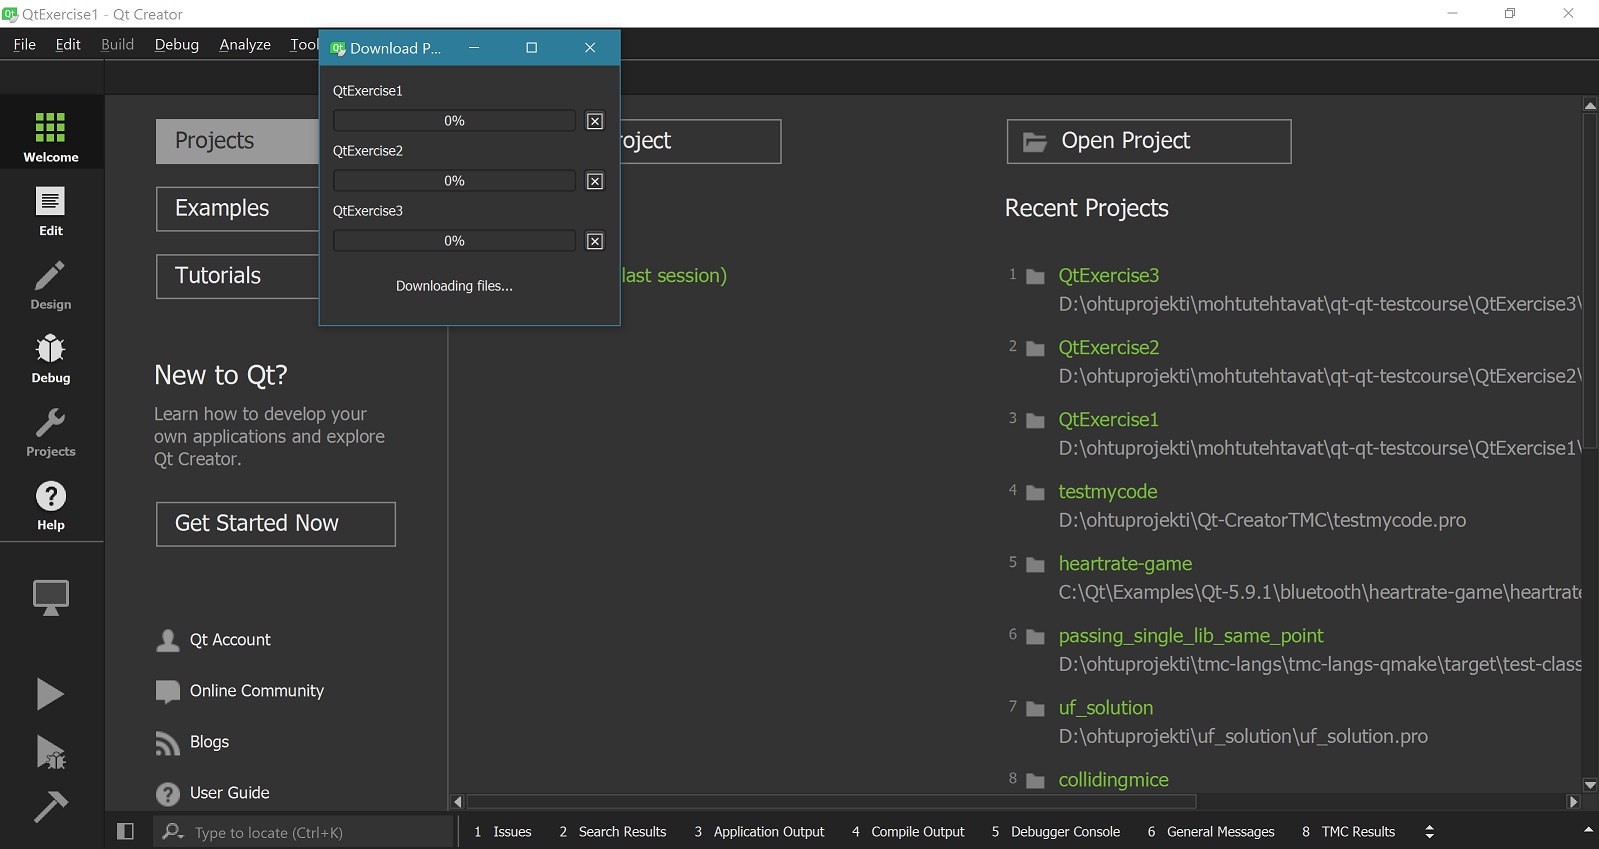 QtExercise1 - Qt Creator
File Edit Build Debug Analyze Tool
Download P...
QtExercise1
0%
QtExercise2
0%
QtExercise3
0%
Downloading files...
Welcome
Edit
Design
Debug
Projects
Help
Projects
Examples
Tutorials
New to Qt?
Learn how to develop your
own applications and explore
Qt Creator.
Get Started Now
Qt Account
Online Community
Blogs
User Guide
roject
last session)
Open Project
Recent Projects
1 QtExercise3
D:\ohtuprojekti\mohtutehtavat\qt-qt-testcourse\QtExercise3\
2 QtExercise2
D:\ohtuprojekti\mohtutehtavat\qt-qt-testcourse\QtExercise2\
3 QtExercise1
D:\ohtuprojekti\mohtutehtavat\qt-qt-testcourse\QtExercise1\
4 testmycode
D:\ohtuprojekti\Qt-CreatorTMC\testmycode.pro
5 heartrate-game
C:\Qt\Examples\Qt-5.9.1\bluetooth\heartrate-game\heartrate
6 passing_single_lib_same_point
D:\ohtuprojekti\tmc-langs\tmc-langs-qmake\target\test-class
7 uf_solution
D:\ohtuprojekti\uf_solution\uf_solution.pro
8 collidingmice
Type to locate (Ctrl+K)
1 Issues 2 Search Results 3 Application Output 4 Compile Output 5 Debugger Console 6 General Messages 8 TMC Results